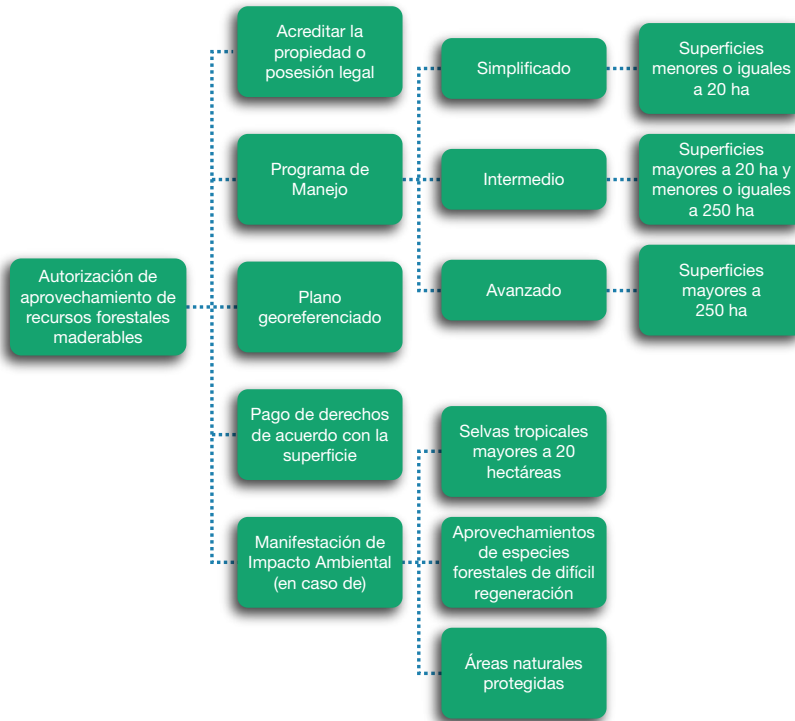 Autorización de
aprovechamiento de
recursos forestales
maderables
Acreditar la
propiedad o
posesión legal
Programa de
Manejo
Simplificado
Superficies
menores o iguales
a 20 ha
Intermedio
Superficies
mayores a 20 ha y
menores o iguales
a 250 ha
Avanzado
Superficies
mayores a
250 ha
Plano
georeferenciado
Pago de derechos
de acuerdo con la
superficie
Manifestación de
Impacto Ambiental
(en caso de)
Selvas tropicales
mayores a 20
hectáreas
Aprovechamientos
de especies
forestales de difícil
regeneración
Áreas naturales
protegidas